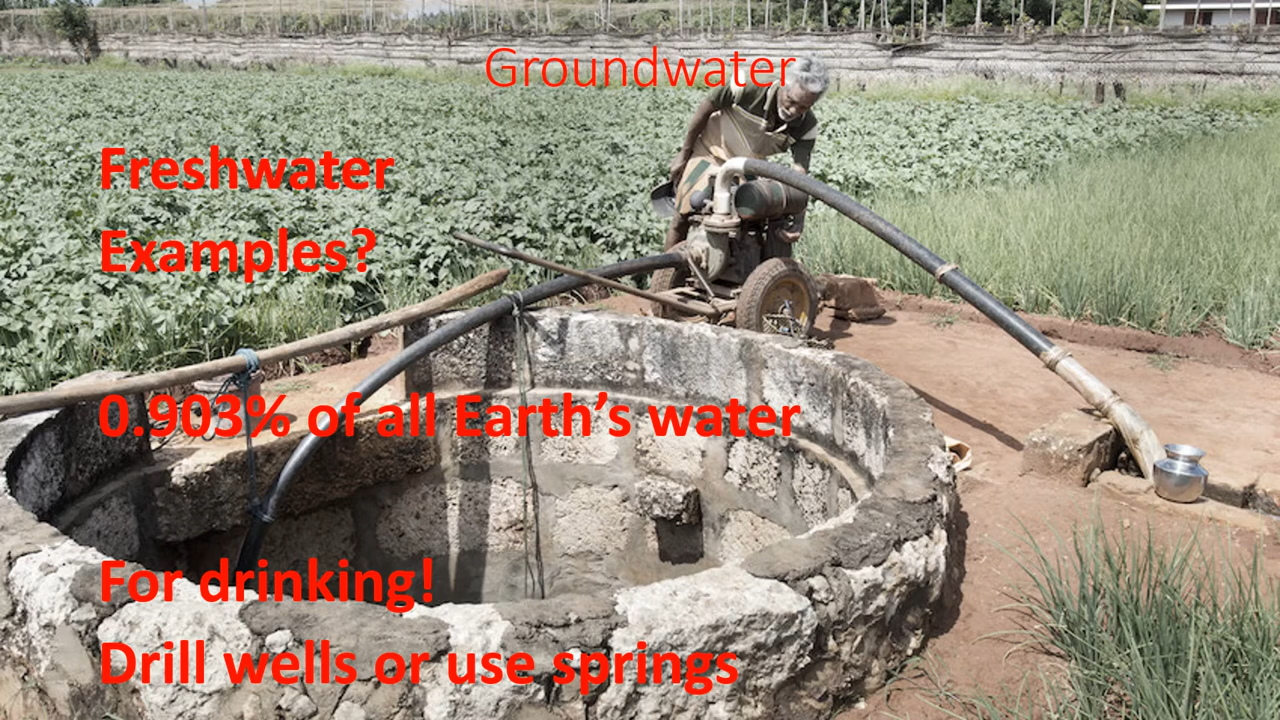 Groundwater
Freshwater
Examples?
0.903% of all Earth's water
For drinking!
Drill wells or use springs